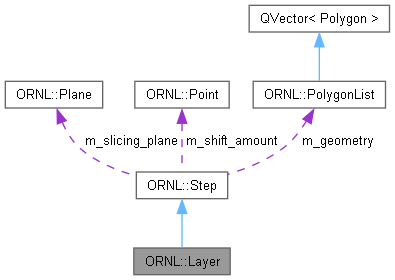 QVector< Polygon >
ORNL::Plane
ORNL::Point
ORNL::PolygonList
m_slicing_plane
m_shift_amount
m_geometry
ORNL::Step
ORNL::Layer